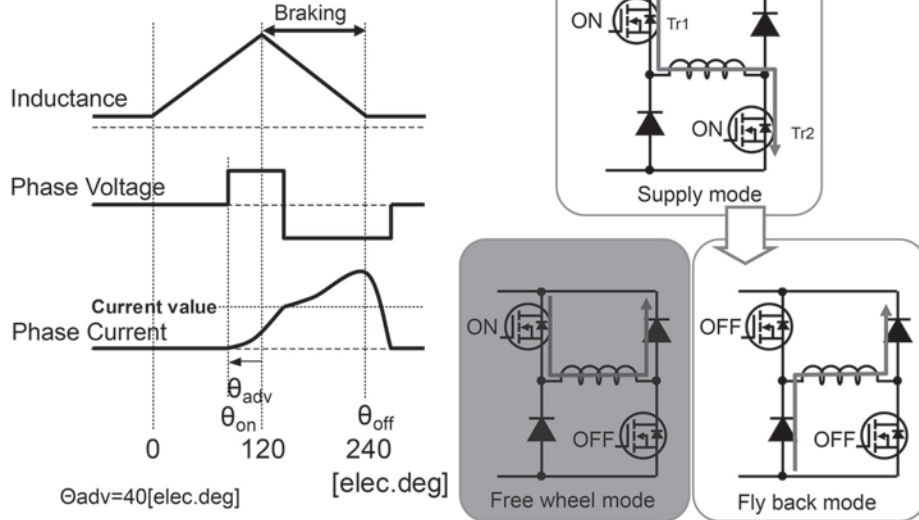 Braking
Inductance
Phase Voltage
Current value
Phase Current
θadv
θon
θoff
0
120
240
[elec.deg]
Θadv=40[elec.deg]
ON
Tr1
ON
Tr2
Supply mode
ON
OFF
Free wheel mode
OFF
OFF
Fly back mode